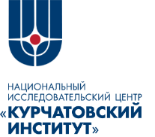 НАЦИОНАЛЬНЫЙ
ИССЛЕДОВАТЕЛЬСКИЙ ЦЕНТР
«КУРЧАТОВСКИЙ
ИНСТИТУТ»